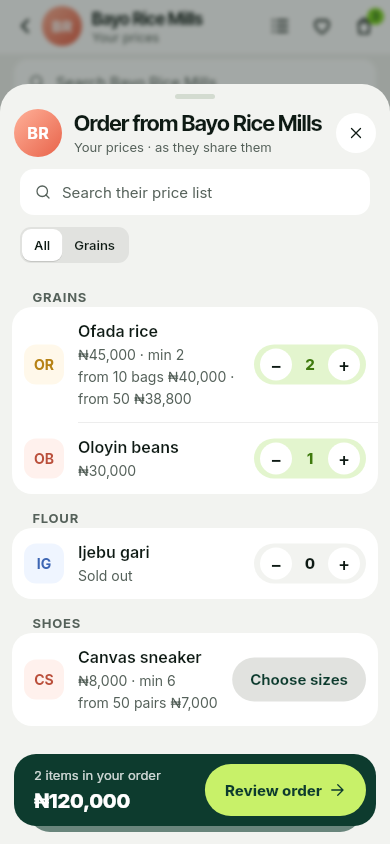 BR
Bayo Rice Mills
Your prices
Search Bayo Rice Mills
BR
Order from Bayo Rice Mills
Your prices · as they share them
Search their price list
All
Grains
GRAINS
OR
Ofada rice
₦45,000 · min 2
from 10 bags ₦40,000 ·
from 50 ₦38,800
− 2 +
OB
Oloyin beans
₦30,000
− 1 +
FLOUR
IG
Ijebu gari
Sold out
− 0 +
SHOES
CS
Canvas sneaker
₦8,000 · min 6
from 50 pairs ₦7,000
Choose sizes
2 items in your order
₦120,000
Review order →